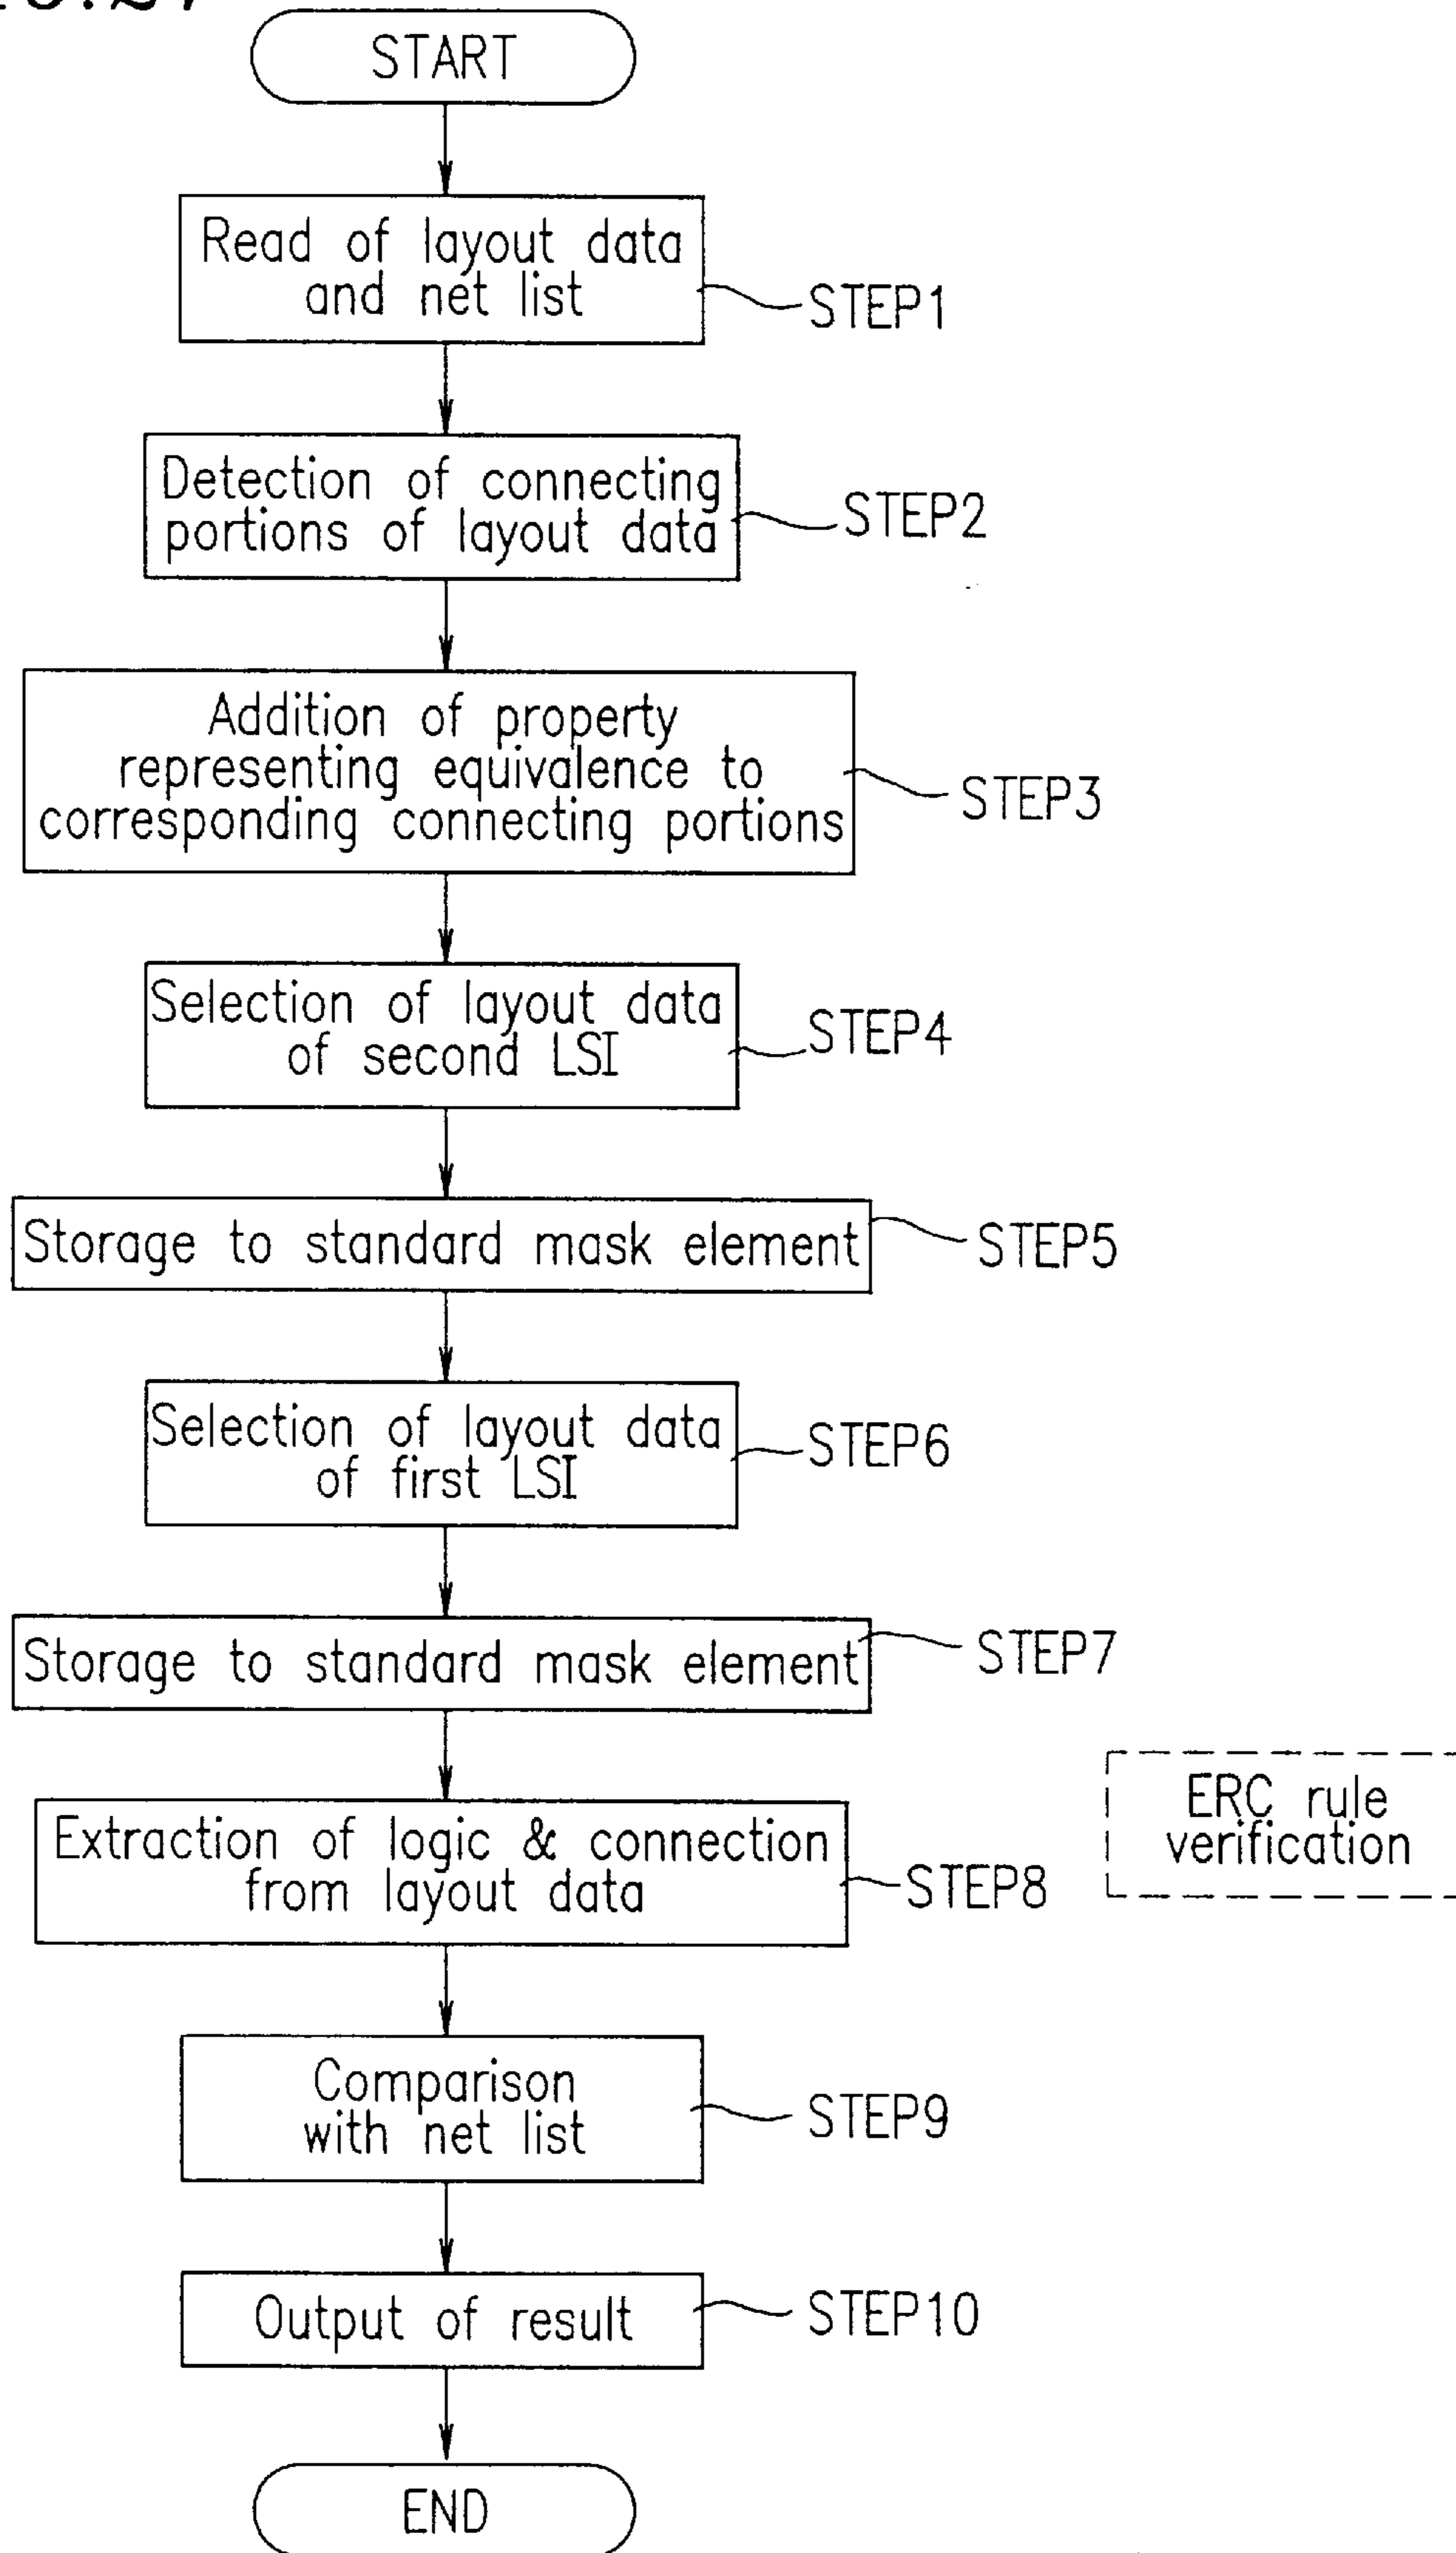 START
Read of layout data
and net list
STEP1
Detection of connecting
portions of layout data
STEP2
Addition of property
representing equivalence to
corresponding connecting portions
STEP3
Selection of layout data
of second LSI
STEP4
Storage to standard mask element
STEP5
Selection of layout data
of first LSI
STEP6
Storage to standard mask element
STEP7
Extraction of logic & connection
from layout data
STEP8
ERC rule
verification
Comparison
with net list
STEP9
Output of result
STEP10
END